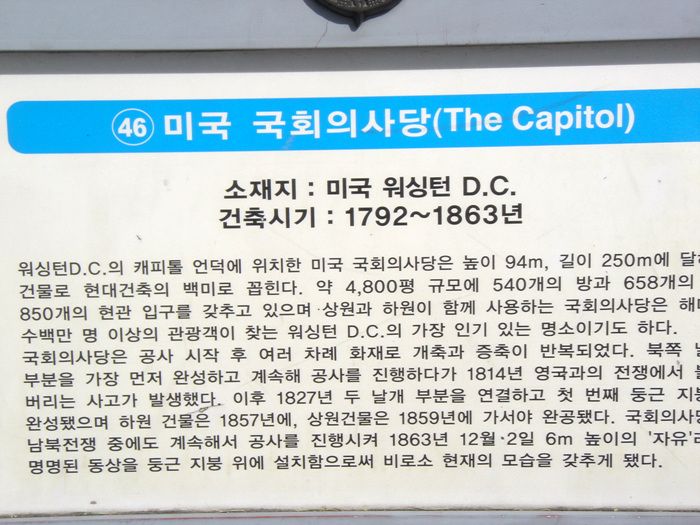 46 미국 국회의사당(The Capitol)
소재지 : 미국 워싱턴 D.C.
건축시기 : 1792~1863년
워싱턴D.C.의 캐피톨 언덕에 위치한 미국 국회의사당은 높이 94m, 길이 250m에
건물로 현대건축의 백미로 꼽힌다. 약 4,800평 규모에 540개의 방과 658개의
850개의 현관 입구를 갖추고 있으며 상원과 하원이 함께 사용하는 국회의사당은
수백만 명 이상의 관광객이 찾는 워싱턴 D.C.의 가장 인기 있는 명소이기도 하다.
국회의사당은 공사 시작 후 여러 차례 화재로 개축과 증축이 반복되었다. 북쪽
부분을 가장 먼저 완성하고 계속해 공사를 진행하다가 1814년 영국과의 전쟁에서
버리는 사고가 발생했다. 이후 1827년 두 날개 부분을 연결하고 첫 번째 둥근
완성됐으며 하원 건물은 1857년에, 상원건물은 1859년에 가서야 완공됐다.
남북전쟁 중에도 계속해서 공사를 진행시켜 1863년 12월 2일 6m 높이의
명명된 동상을 둥근 지붕 위에 설치함으로써 비로소 현재의 모습을 갖추게 됐다.